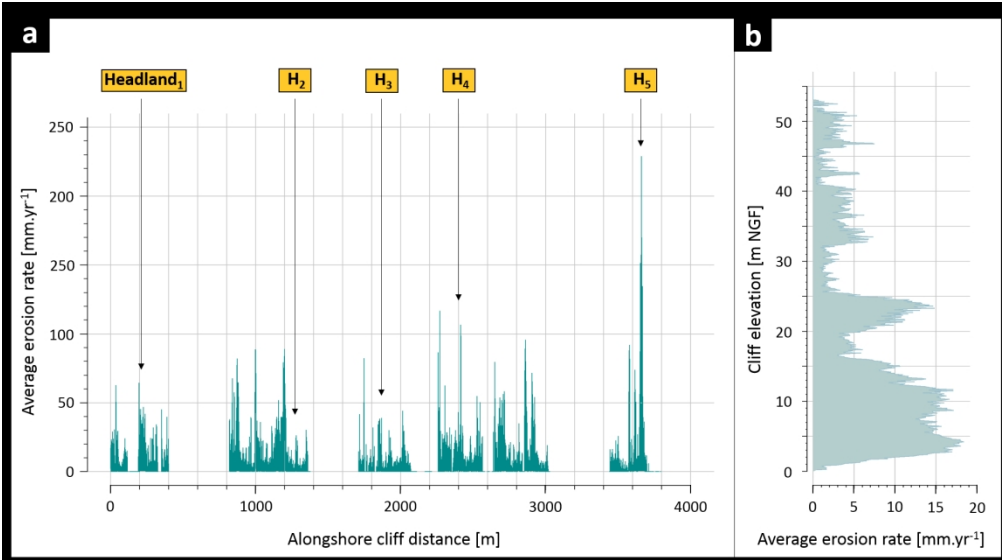 a
b
Headland₁
H₂
H₃
H₄
H₅
250
200
250
100
50
0
Average erosion rate [mm.yr⁻¹]
0
1000
2000
3000
4000
Alongshore cliff distance [m]
50
40
30
20
10
0
Cliff elevation [m NGF]
0
5
10
15
20
Average erosion rate [mm.yr⁻¹]